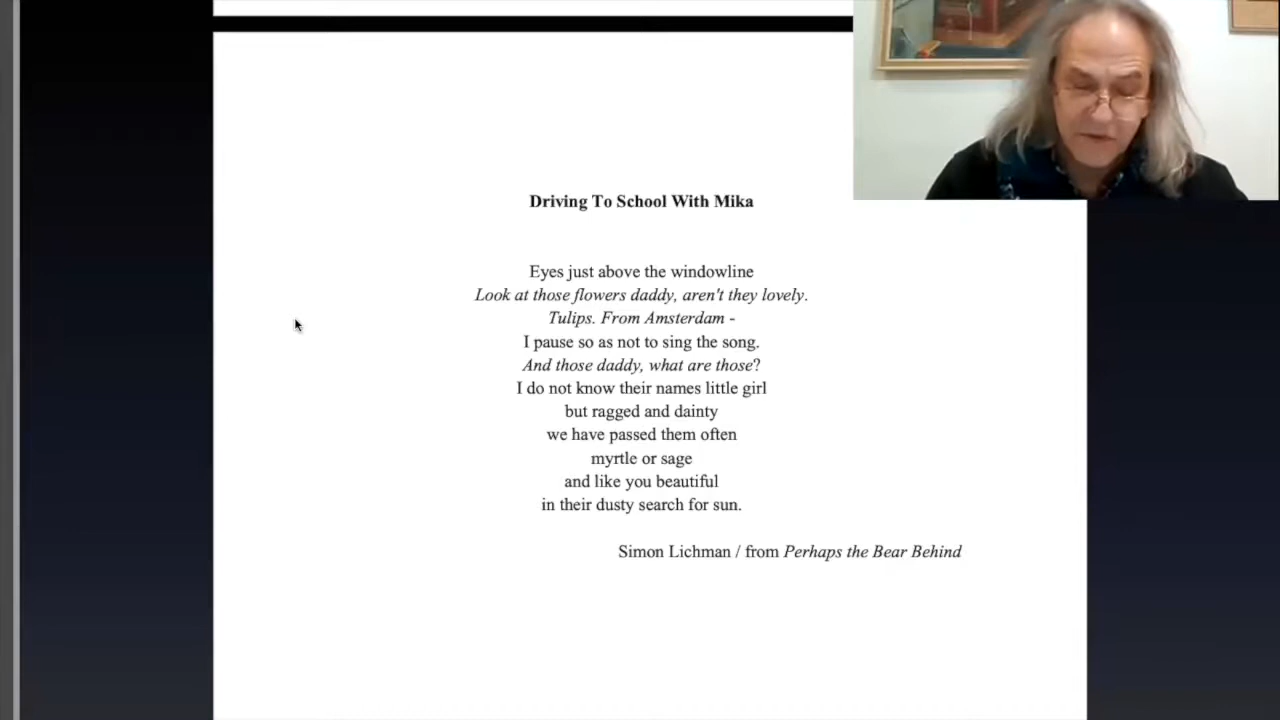 Driving To School With Mika
Eyes just above the windowline
Look at those flowers daddy, aren't they lovely.
Tulips. From Amsterdam -
I pause so as not to sing the song.
And those daddy, what are those?
I do not know their names little girl
but ragged and dainty
we have passed them often
myrtle or sage
and like you beautiful
in their dusty search for sun.
Simon Lichman / from Perhaps the Bear Behind